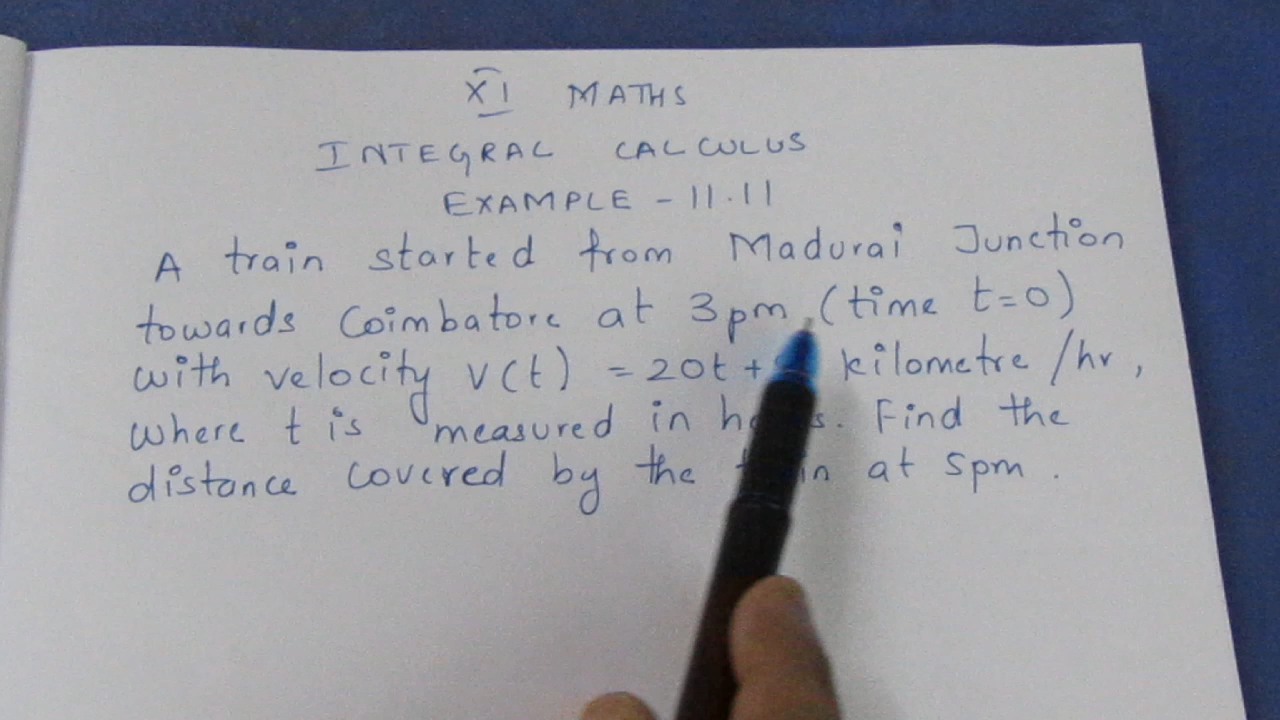 XI MATHS
INTEGRAL CALCULUS
EXAMPLE - 11.11
A train started from Madurai Junction
towards Coimbatore at 3pm (time t=0)
with velocity v(t) = 20t + kilometre /hr,
where t is measured in. Find the
distance covered by the at 5pm.